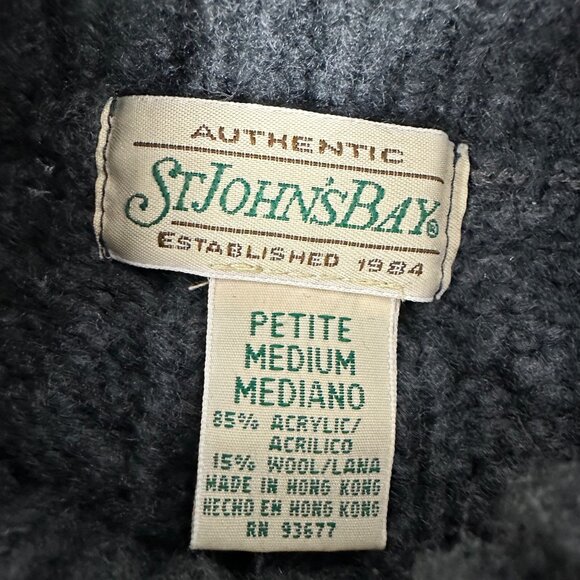 AUTHENTIC
ST JOHN'S BAY®
ESTABLISHED 1984
PETITE
MEDIUM
MEDIANO
85% ACRYLIC/
ACRILICO
15% WOOL/LANA
MADE IN HONG KONG
HECHO EN HONG KONG
RN 93677